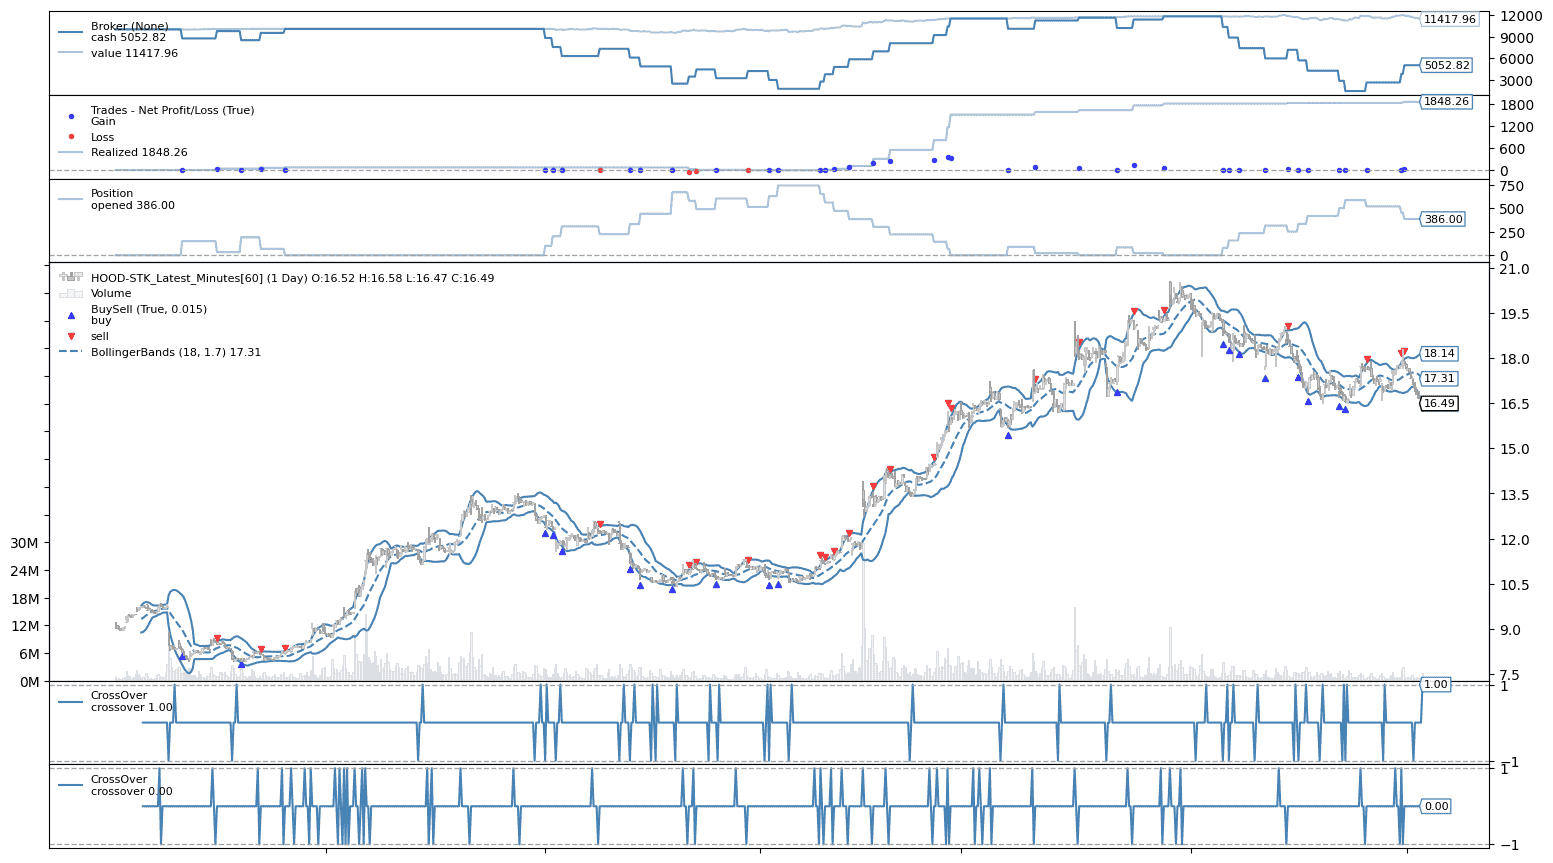 Broker (None)
cash 5052.82
value 11417.96
12000
11417.96
9000
6000
5052.82
3000
Trades - Net Profit/Loss (True)
Gain
Loss
Realized 1848.26
1848.26
1800
1200
600
0
Position
opened 386.00
750
500
386.00
250
0
HOOD-STK_Latest_Minutes[60] (1 Day) O:16.52 H:16.58 L:16.47 C:16.49
Volume
BuySell (True, 0.015)
buy
sell
BollingerBands (18, 1.7) 17.31
21.0
19.5
18.14
18.0
17.31
16.49
16.5
15.0
13.5
12.0
10.5
9.0
7.5
30M
24M
18M
12M
6M
0M
CrossOver
crossover 1.00
1.00
1
−1
CrossOver
crossover 0.00
1
0.00
−1